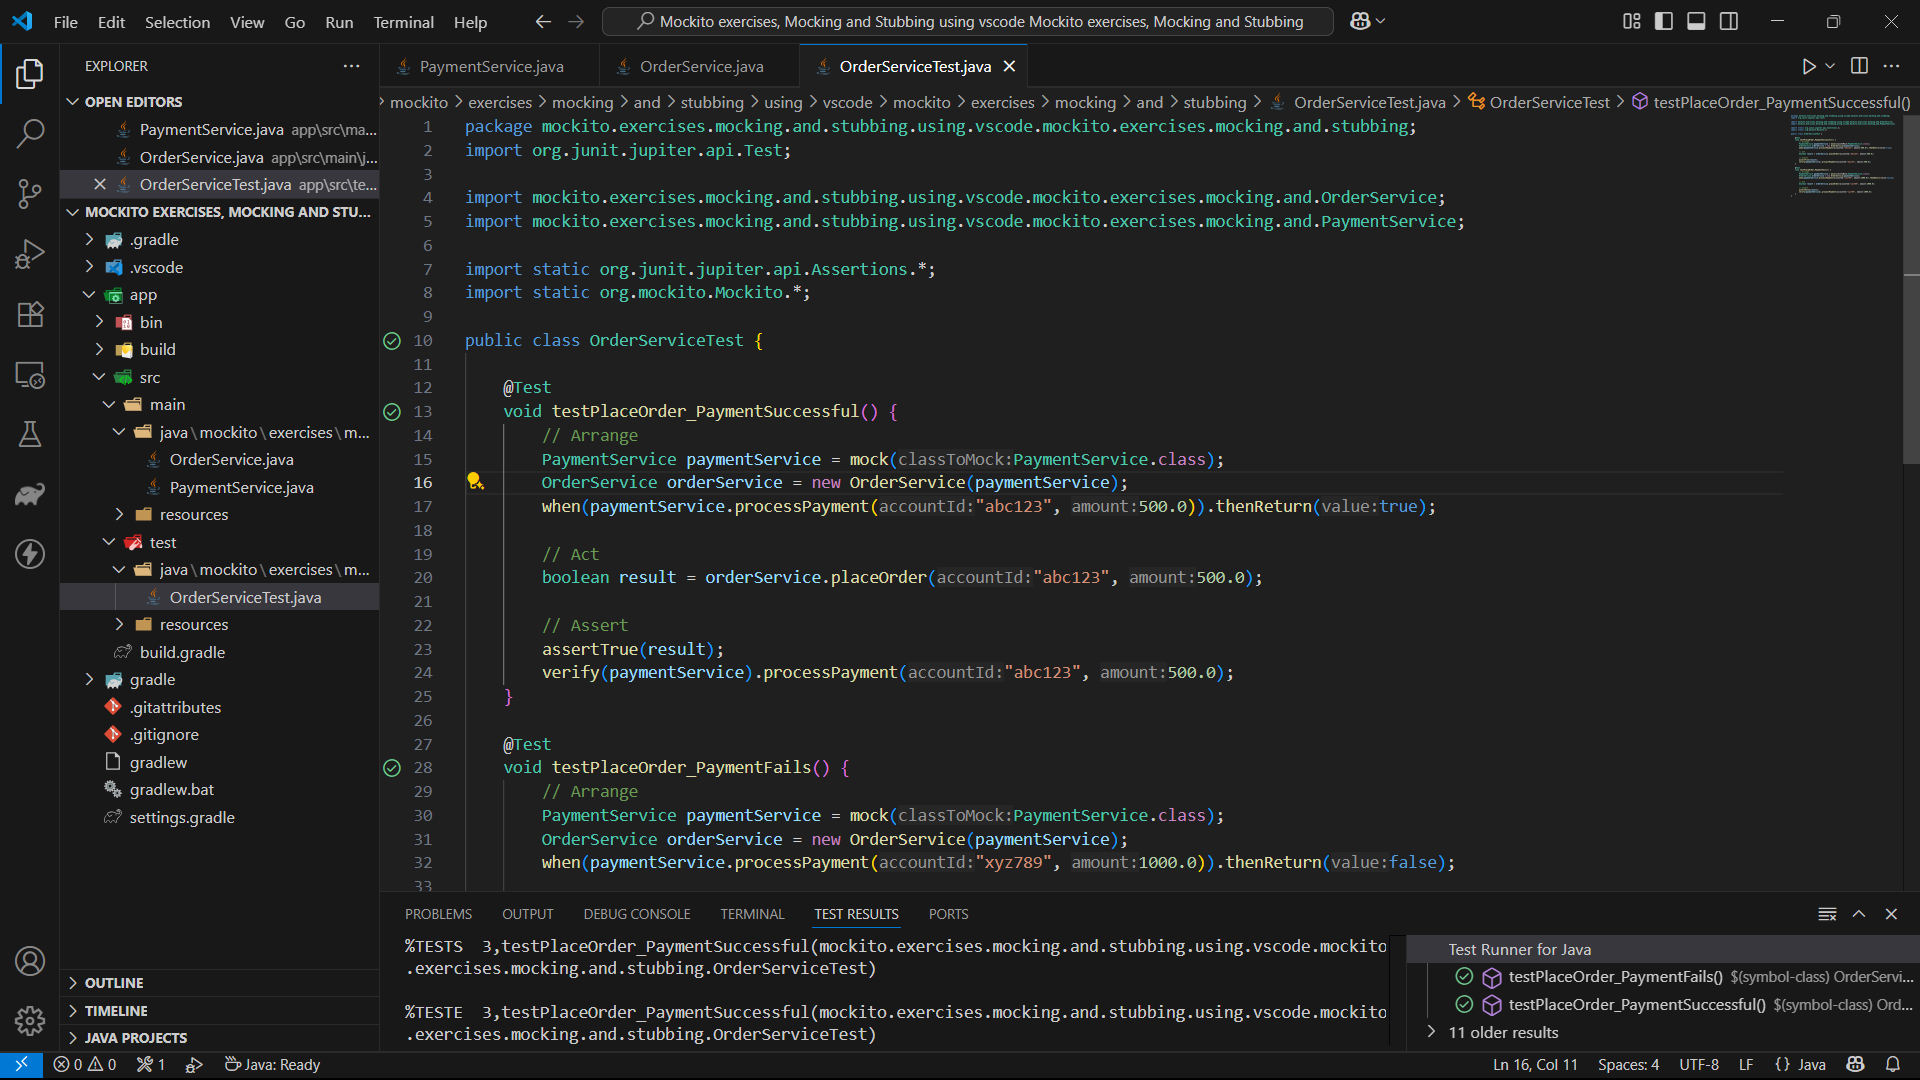 File Edit Selection View Go Run Terminal Help
Mockito exercises, Mocking and Stubbing using vscode Mockito exercises, Mocking and Stubbing
EXPLORER
OPEN EDITORS
PaymentService.java app\src\ma...
OrderService.java app\src\main\j...
OrderServiceTest.java app\src\te...
MOCKITO EXERCISES, MOCKING AND STU...
.gradle
.vscode
app
bin
build
src
main
java\mockito\exercises\m...
OrderService.java
PaymentService.java
resources
test
java\mockito\exercises\m...
OrderServiceTest.java
resources
build.gradle
gradle
.gitattributes
.gitignore
gradlew
gradlew.bat
settings.gradle
OUTLINE
TIMELINE
JAVA PROJECTS
PaymentService.java OrderService.java OrderServiceTest.java
mockito > exercises > mocking > and > stubbing > using > vscode > mockito > exercises > mocking > and > stubbing > OrderServiceTest.java > OrderServiceTest > testPlaceOrder_PaymentSuccessful()
1 package mockito.exercises.mocking.and.stubbing.using.vscode.mockito.exercises.mocking.and.stubbing;
2 import org.junit.jupiter.api.Test;
3
4 import mockito.exercises.mocking.and.stubbing.using.vscode.mockito.exercises.mocking.and.OrderService;
5 import mockito.exercises.mocking.and.stubbing.using.vscode.mockito.exercises.mocking.and.PaymentService;
6
7 import static org.junit.jupiter.api.Assertions.*;
8 import static org.mockito.Mockito.*;
9
10 public class OrderServiceTest {
11
12 @Test
13 void testPlaceOrder_PaymentSuccessful() {
14 // Arrange
15 PaymentService paymentService = mock(classToMock:PaymentService.class);
16 OrderService orderService = new OrderService(paymentService);
17 when(paymentService.processPayment(accountId:"abc123", amount:500.0)).thenReturn(value:true);
18
19 // Act
20 boolean result = orderService.placeOrder(accountId:"abc123", amount:500.0);
21
22 // Assert
23 assertTrue(result);
24 verify(paymentService).processPayment(accountId:"abc123", amount:500.0);
25 }
26
27 @Test
28 void testPlaceOrder_PaymentFails() {
29 // Arrange
30 PaymentService paymentService = mock(classToMock:PaymentService.class);
31 OrderService orderService = new OrderService(paymentService);
32 when(paymentService.processPayment(accountId:"xyz789", amount:1000.0)).thenReturn(value:false);
33
PROBLEMS OUTPUT DEBUG CONSOLE TERMINAL TEST RESULTS PORTS
%TESTS 3,testPlaceOrder_PaymentSuccessful(mockito.exercises.mocking.and.stubbing.using.vscode.mockito
.exercises.mocking.and.stubbing.OrderServiceTest)
%TESTE 3,testPlaceOrder_PaymentSuccessful(mockito.exercises.mocking.and.stubbing.using.vscode.mockito
.exercises.mocking.and.stubbing.OrderServiceTest)
Test Runner for Java
testPlaceOrder_PaymentFails() $(symbol-class) OrderServi...
testPlaceOrder_PaymentSuccessful() $(symbol-class) Ord...
11 older results
0 0 1 Java: Ready
Ln 16, Col 11 Spaces: 4 UTF-8 LF {} Java